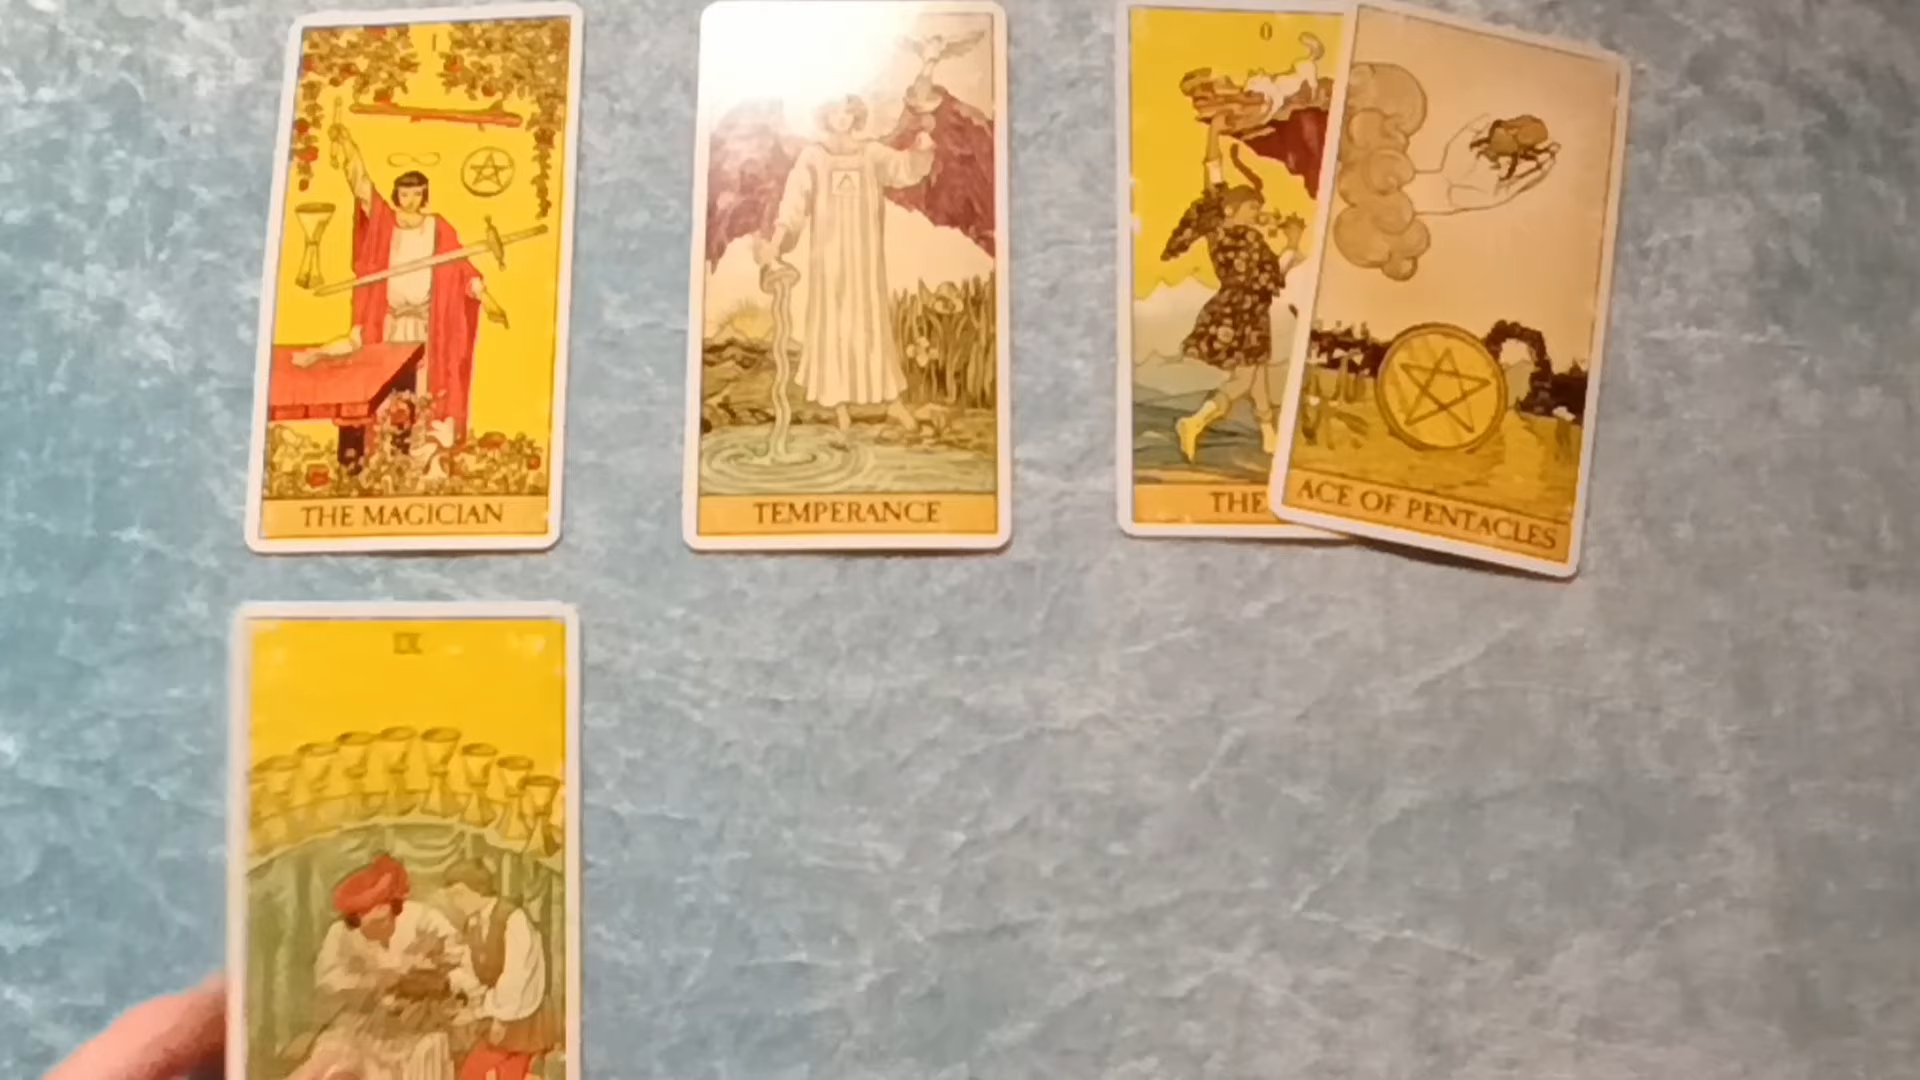 I
THE MAGICIAN
TEMPERANCE
0
THE
ACE OF PENTACLES
IX